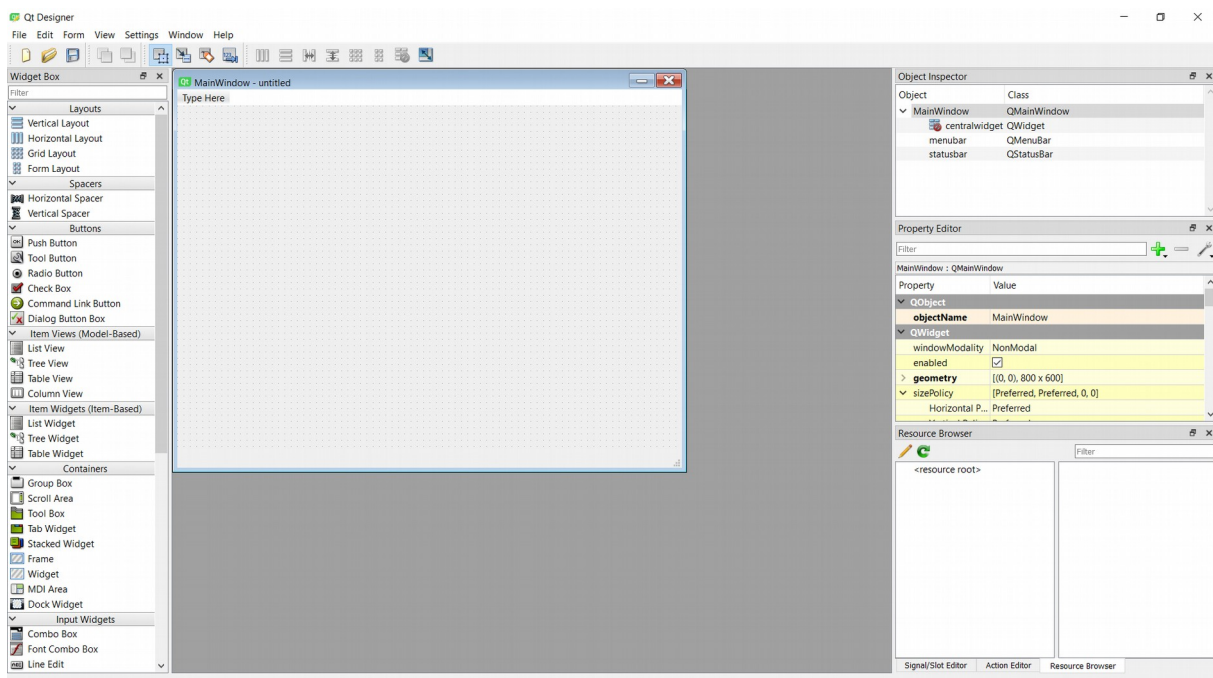 Qt Designer
File Edit Form View Settings Window Help
Widget Box
Filter
Layouts
Vertical Layout
Horizontal Layout
Grid Layout
Form Layout
Spacers
Horizontal Spacer
Vertical Spacer
Buttons
Push Button
Tool Button
Radio Button
Check Box
Command Link Button
Dialog Button Box
Item Views (Model-Based)
List View
Tree View
Table View
Column View
Item Widgets (Item-Based)
List Widget
Tree Widget
Table Widget
Containers
Group Box
Scroll Area
Tool Box
Tab Widget
Stacked Widget
Frame
Widget
MDI Area
Dock Widget
Input Widgets
Combo Box
Font Combo Box
Line Edit
MainWindow - untitled
Type Here
Object Inspector
Object Class
MainWindow QMainWindow
centralwidget QWidget
menubar QMenuBar
statusbar QStatusBar
Property Editor
Filter
MainWindow : QMainWindow
Property Value
QObject
objectName MainWindow
QWidget
windowModality NonModal
enabled
geometry [(0, 0), 800 x 600]
sizePolicy [Preferred, Preferred, 0, 0]
Horizontal P... Preferred
Resource Browser
Filter
<resource root>
Signal/Slot Editor Action Editor Resource Browser